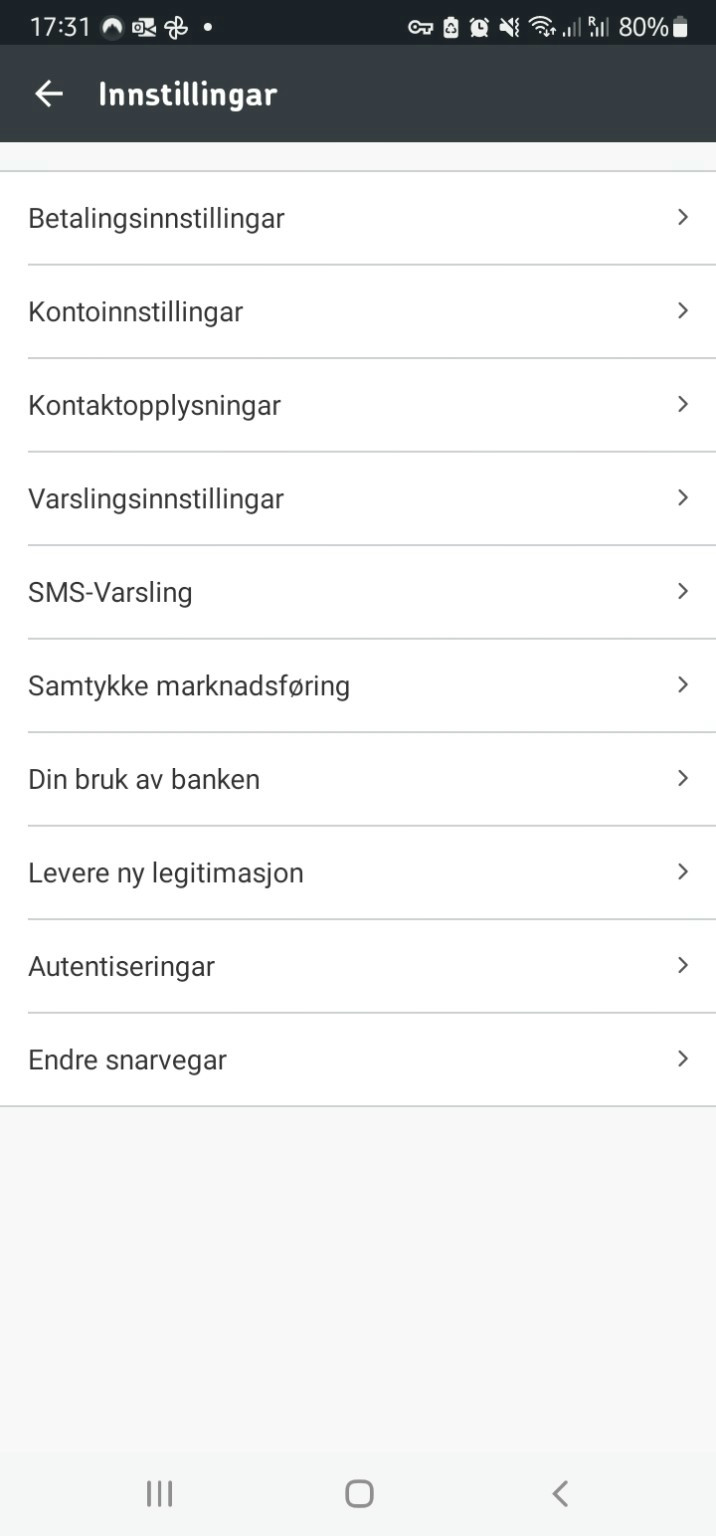 17:31
80%
Innstillingar
Betalingsinnstillingar
Kontoinnstillingar
Kontaktopplysningar
Varslingsinnstillingar
SMS-Varsling
Samtykke marknadsføring
Din bruk av banken
Levere ny legitimasjon
Autentiseringar
Endre snarvegar